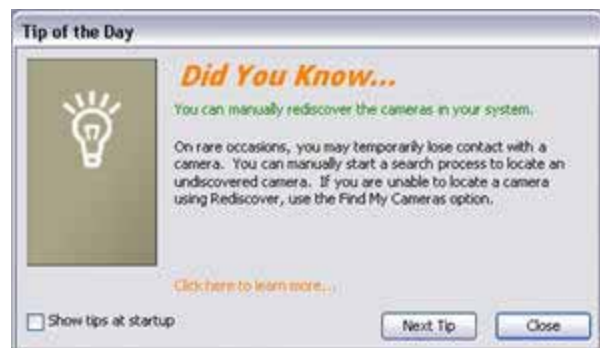 Tip of the Day
Did You Know...
You can manually rediscover the cameras in your system.
On rare occasions, you may temporarily lose contact with a
camera. You can manually start a search process to locate an
undiscovered camera. If you are unable to locate a camera
using Rediscover, use the Find My Cameras option.
Click here to learn more...
Show tips at startup
Next Tip
Close